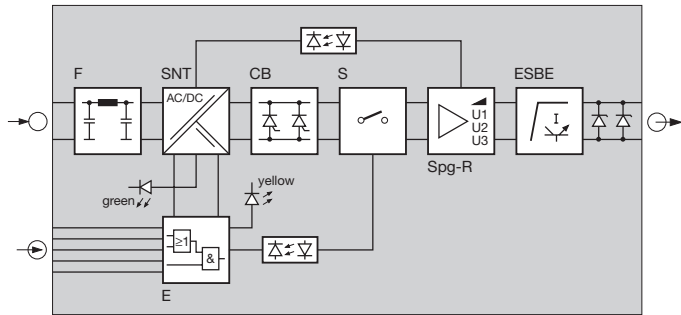 F
SNT
CB
S
ESBE
AC/DC
U1
U2
U3
I
Spg-R
green
yellow
≥1
&
E